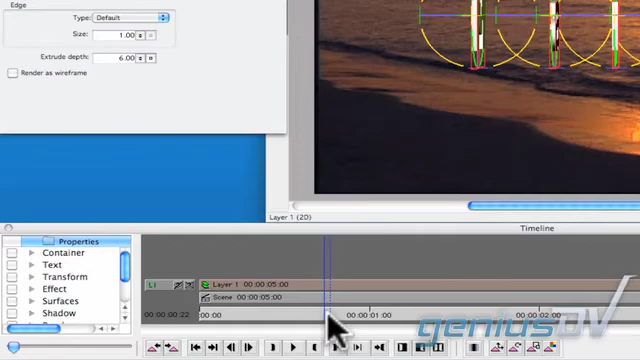 Edge
Type: Default
Size: 1.00
Extrude depth: 6.00
Render as wireframe
Layer 1 (2D)
Timeline
Properties
Container
Text
Transform
Effect
Surfaces
Shadow
L1
Layer 1 00:00:05:00
Scene 00:00:05:00
00:00:00:22
:00:00
00:00:01:00
00:00:02:00
geniusDV